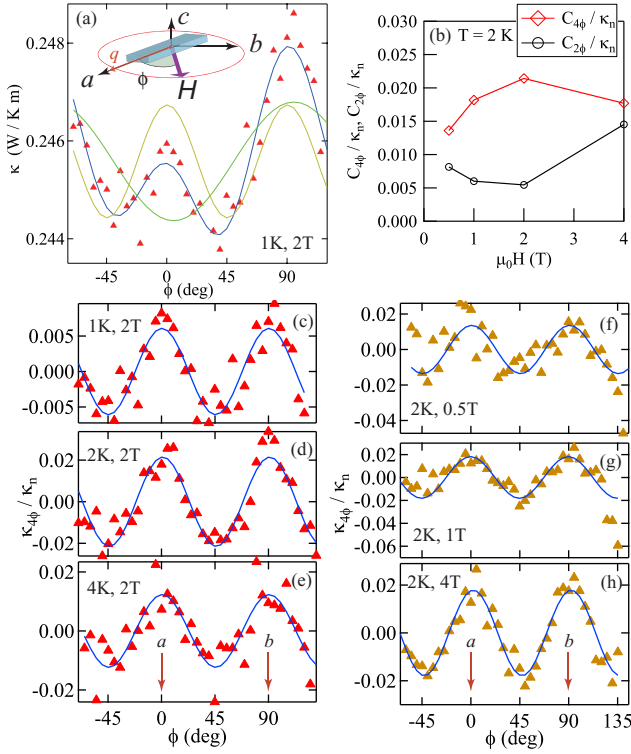 (a)
c
b
a
q
ϕ
H
0.248
0.246
0.244
κ (W / K m)
1K, 2T
-45 0 45 90
ϕ (deg)
(b) T = 2 K
C4ϕ / κn
C2ϕ / κn
0.030
0.025
0.020
0.015
0.010
0.005
0.000
C4ϕ / κn, C2ϕ / κn
0 1 2 3 4
μ0H (T)
1K, 2T (c)
0.005
0.000
-0.005
2K, 2T (d)
0.02
0.00
-0.02
κ4ϕ / κn
4K, 2T (e)
0.02
0.00
-0.02
a b
-45 0 45 90
ϕ (deg)
(f)
0.02
0.00
-0.02
-0.04
2K, 0.5T
(g)
0.02
0.00
-0.02
-0.04
-0.06
κ4ϕ / κn
2K, 1T
2K, 4T (h)
0.02
0.00
-0.02
a b
-45 0 45 90 135
ϕ (deg)